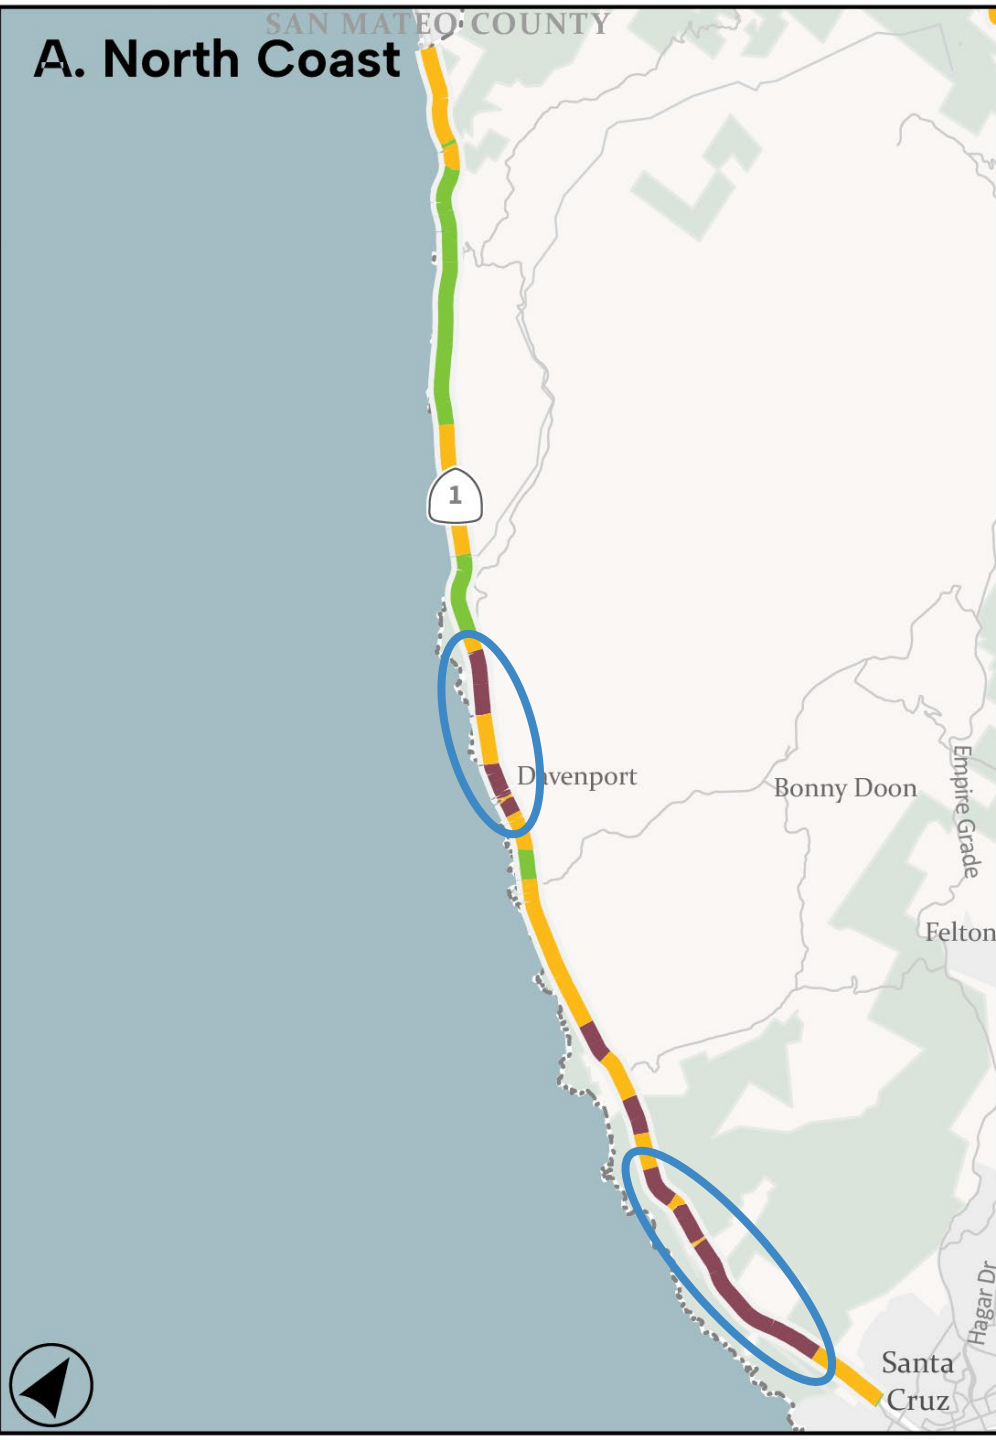 SAN MATEO COUNTY
A. North Coast
1
Davenport
Bonny Doon
Empire Grade
Felton
Hagar Dr
Santa
Cruz